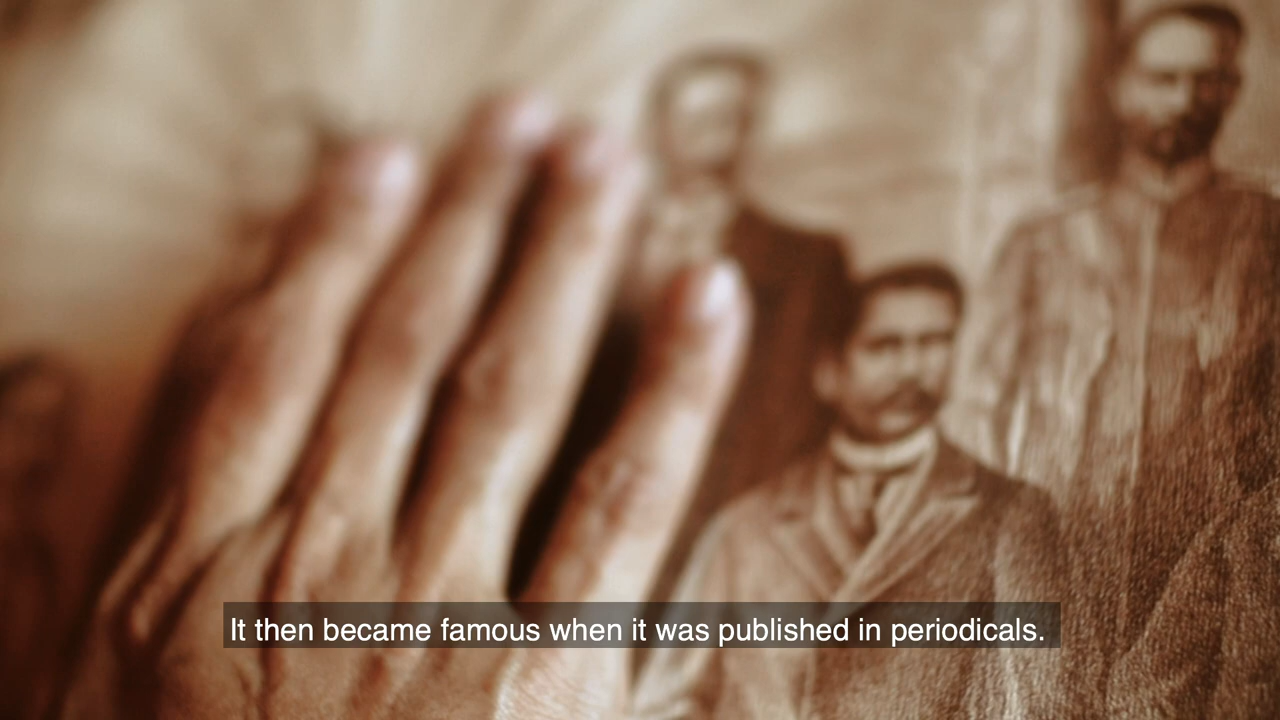 It then became famous when it was published in periodicals.